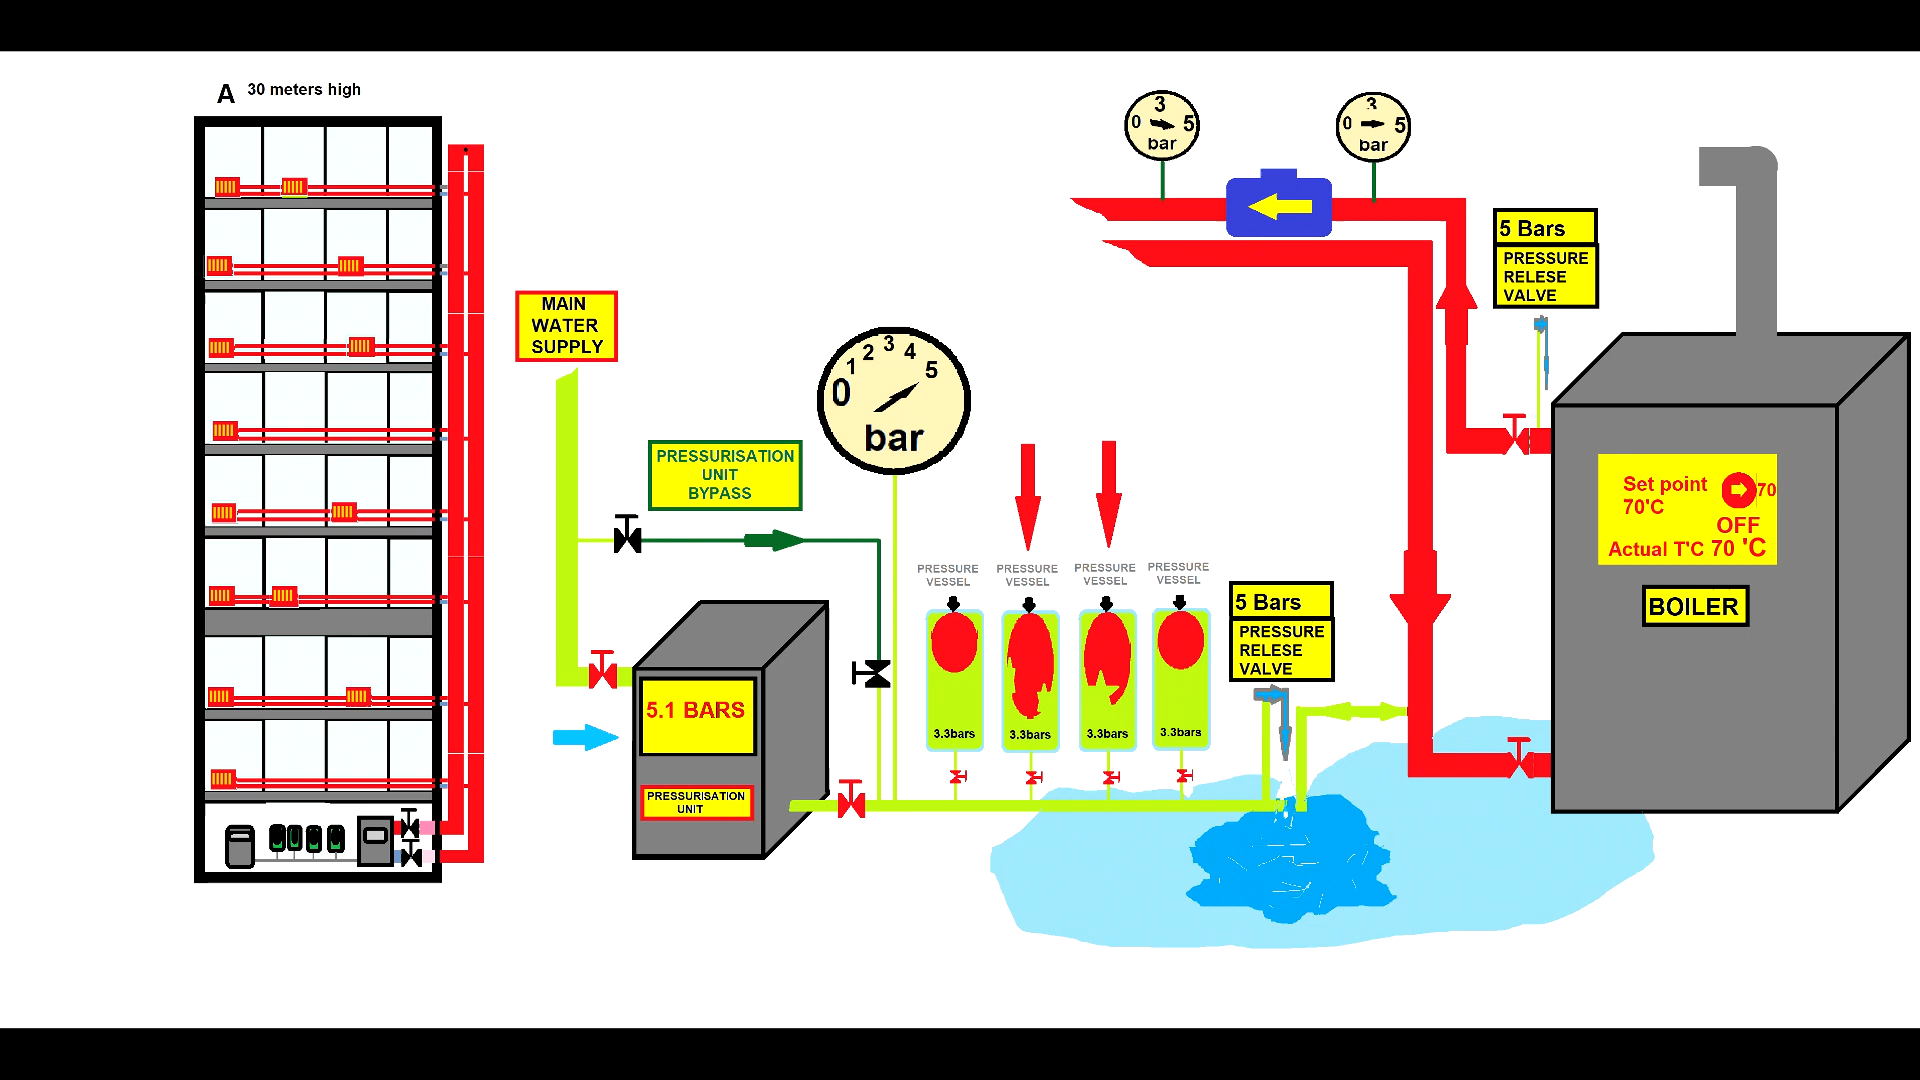 A 30 meters high
0 3 5
bar
0 3 5
bar
5 Bars
PRESSURE
RELESE
VALVE
MAIN
WATER
SUPPLY
0 1 2 3 4 5
bar
PRESSURISATION
UNIT
BYPASS
Set point 70
70'C
OFF
Actual T'C 70 'C
BOILER
PRESSURE
VESSEL
PRESSURE
VESSEL
PRESSURE
VESSEL
PRESSURE
VESSEL
3.3bars
3.3bars
3.3bars
3.3bars
5 Bars
PRESSURE
RELESE
VALVE
5.1 BARS
PRESSURISATION
UNIT